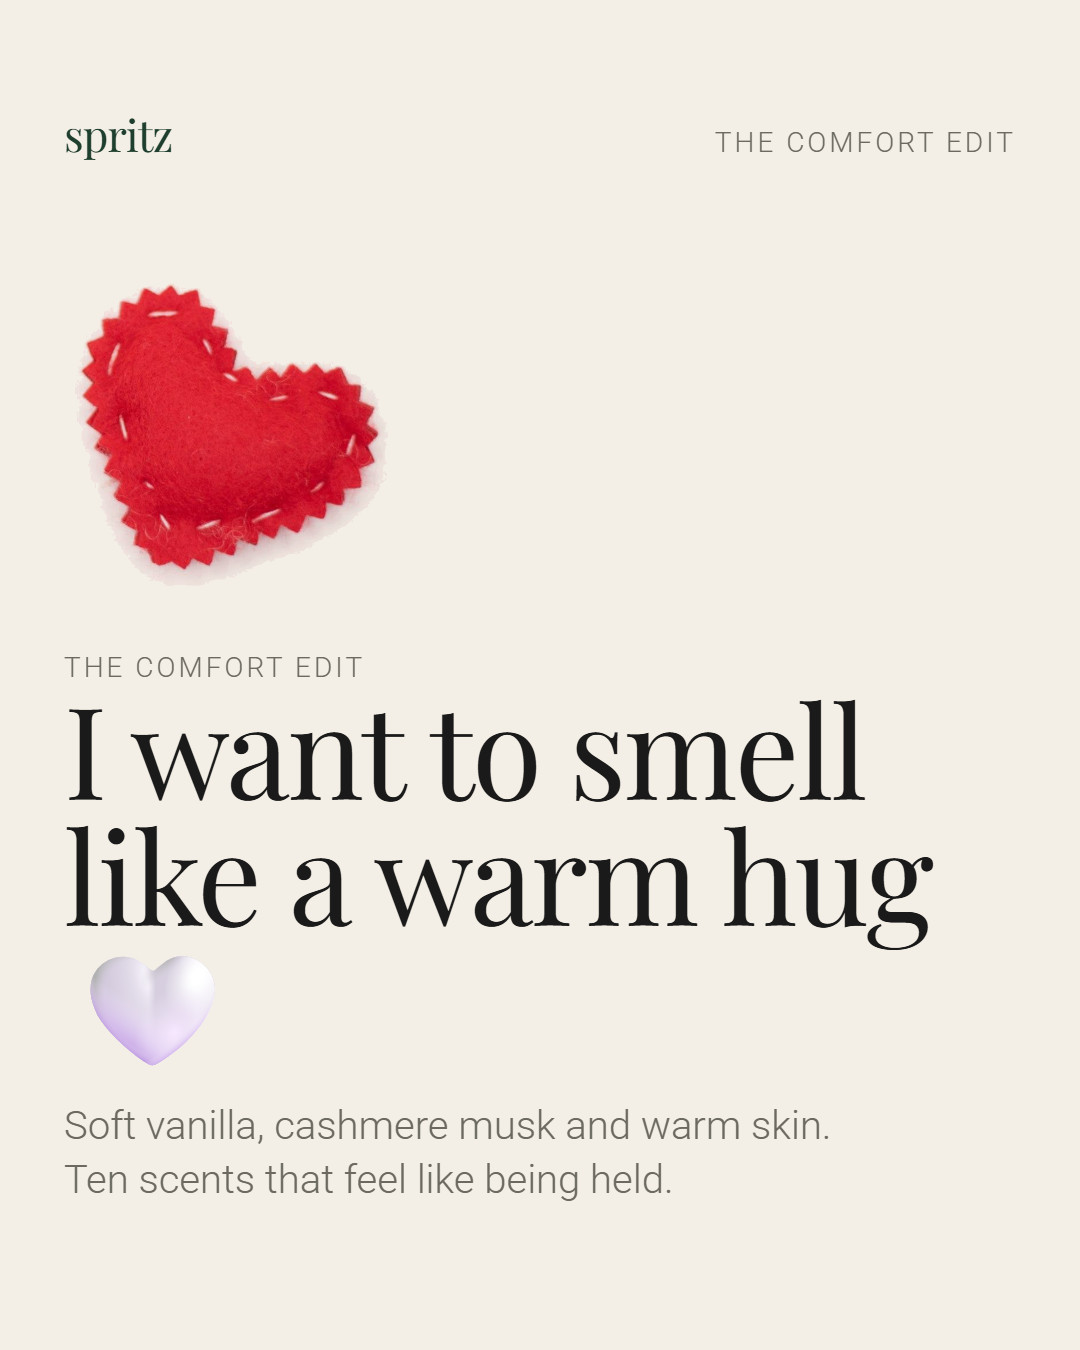 spritz
THE COMFORT EDIT
THE COMFORT EDIT
I want to smell
like a warm hug
🤍
Soft vanilla, cashmere musk and warm skin.
Ten scents that feel like being held.